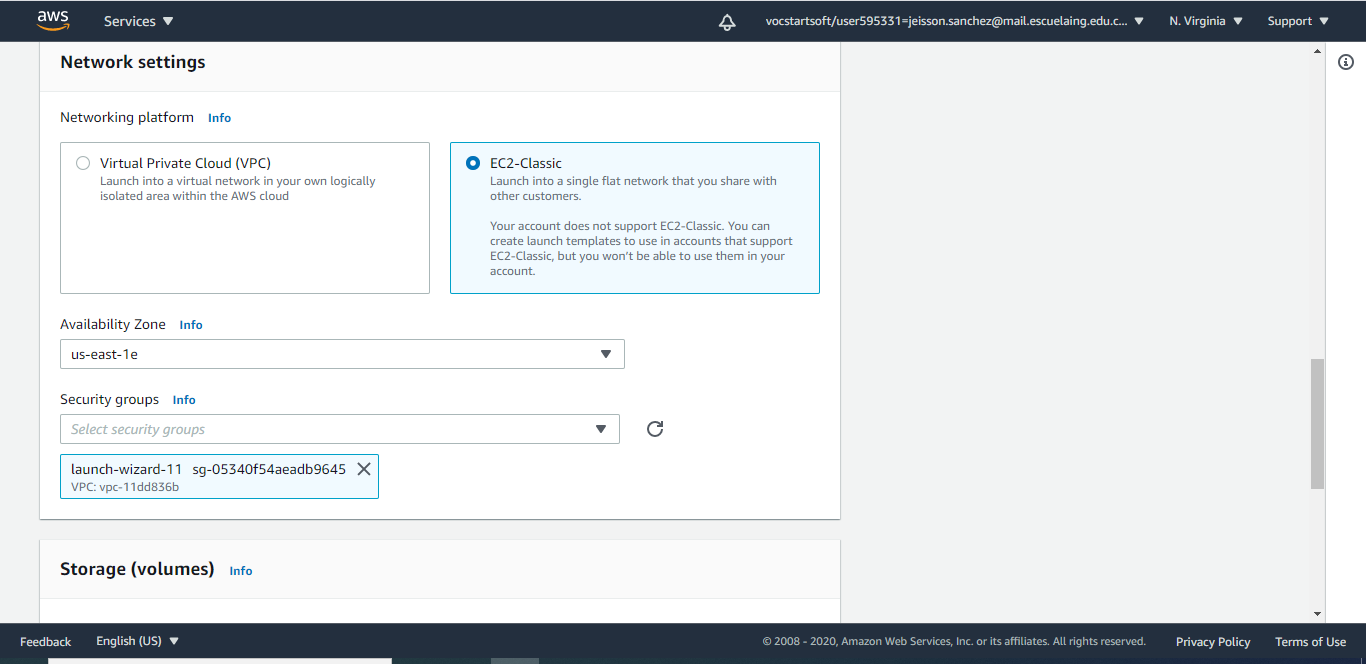 aws
Services
vocstartsoft/user595331=jeisson.sanchez@mail.escuelaing.edu.c...
N. Virginia
Support
Network settings
Networking platform Info
Virtual Private Cloud (VPC)
Launch into a virtual network in your own logically
isolated area within the AWS cloud
EC2-Classic
Launch into a single flat network that you share with
other customers.
Your account does not support EC2-Classic. You can
create launch templates to use in accounts that support
EC2-Classic, but you won't be able to use them in your
account.
Availability Zone Info
us-east-1e
Security groups Info
Select security groups
launch-wizard-11 sg-05340f54aeadb9645
VPC: vpc-11dd836b
Storage (volumes) Info
Feedback
English (US)
© 2008 - 2020, Amazon Web Services, Inc. or its affiliates. All rights reserved.
Privacy Policy
Terms of Use